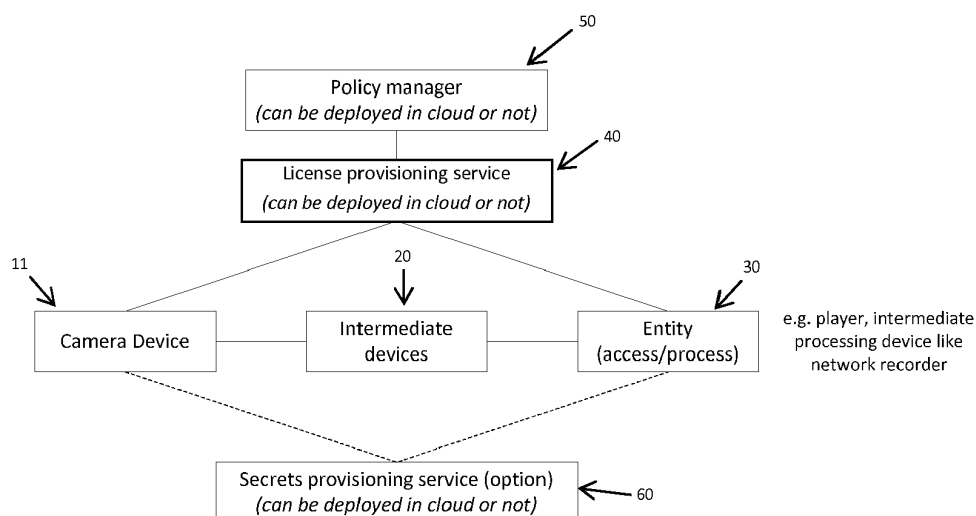 50
Policy manager
(can be deployed in cloud or not)
40
License provisioning service
(can be deployed in cloud or not)
11
20
30
Camera Device
Intermediate
devices
Entity
(access/process)
e.g. player, intermediate
processing device like
network recorder
Secrets provisioning service (option)
(can be deployed in cloud or not)
60